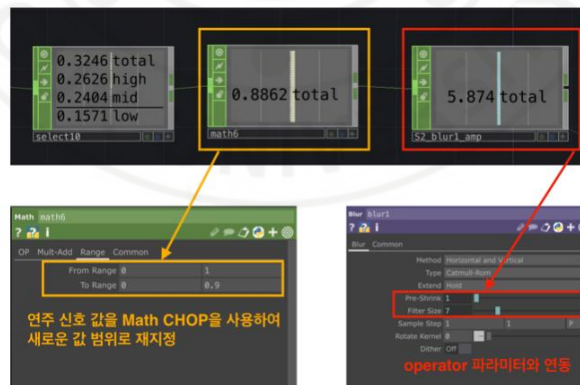 0.3246 total
0.2626 high
0.2404 mid
0.1571 low
select10
0.8862 total
math6
5.874 total
S2_blur1_amp
Math math6
OP Mult-Add Range Common
From Range 0 1
To Range 0 0.9
연주 신호 값을 Math CHOP을 사용하여
새로운 값 범위로 재지정
Blur blur1
Blur Common
Method Horizontal and Vertical
Type Catmull-Rom
Extend Hold
Pre-Shrink 1
Filter Size 7
Sample Step 1 1 P
Rotate Kernel 0
Dither Off
operator 파라미터와 연동